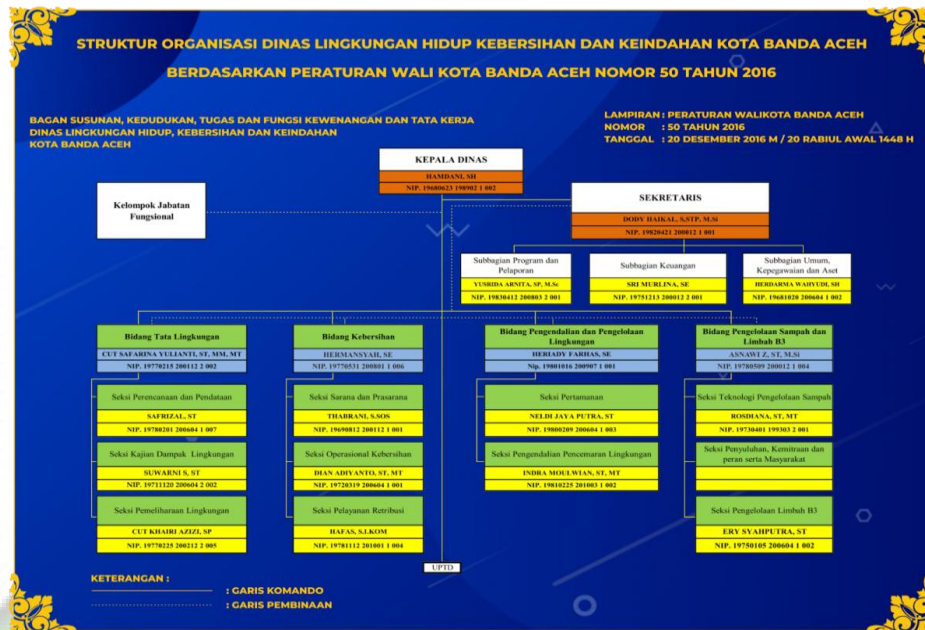 STRUKTUR ORGANISASI DINAS LINGKUNGAN HIDUP KEBERSIHAN DAN KEINDAHAN KOTA BANDA ACEH
BERDASARKAN PERATURAN WALI KOTA BANDA ACEH NOMOR 50 TAHUN 2016
BAGAN SUSUNAN, KEDUDUKAN, TUGAS DAN FUNGSI KEWENANGAN DAN TATA KERJA
DINAS LINGKUNGAN HIDUP, KEBERSIHAN DAN KEINDAHAN
KOTA BANDA ACEH
LAMPIRAN : PERATURAN WALIKOTA BANDA ACEH
NOMOR : 50 TAHUN 2016
TANGGAL : 20 DESEMBER 2016 M / 20 RABIUL AWAL 1448 H
KEPALA DINAS
HAMDANI, SH
NIP. 19680623 198902 1 002
Kelompok Jabatan
Fungsional
SEKRETARIS
DODY HAIKAL, S,STP, M.Si
NIP. 19820421 200012 1 001
Subbagian Program dan
Pelaporan
YUSRIDA ARNITA, SP, M.Sc
NIP. 19830412 200803 2 001
Subbagian Keuangan
SRI MURLINA, SE
NIP. 19751213 200012 2 001
Subbagian Umum,
Kepegawaian dan Aset
HERDARMA WAHYUDI, SH
NIP. 19681020 200604 1 002
Bidang Tata Lingkungan
CUT SAFARINA YULIANTI, ST, MM, MT
NIP. 19770215 200112 2 002
Seksi Perencanaan dan Pendataan
SAFRIZAL, ST
NIP. 19780201 200604 1 007
Seksi Kajian Dampak Lingkungan
SUWARNI S, ST
NIP. 19711120 200604 2 002
Seksi Pemeliharaan Lingkungan
CUT KHAIRI AZIZI, SP
NIP. 19770225 200212 2 005
Bidang Kebersihan
HERMANSYAH, SE
NIP. 19770531 200801 1 006
Seksi Sarana dan Prasarana
THABRANI, S.SOS
NIP. 19690812 200112 1 001
Seksi Operasional Kebersihan
DIAN ADIYANTO, ST, MT
NIP. 19720319 200604 1 001
Seksi Pelayanan Retribusi
HAFAS, S.I.KOM
NIP. 19781112 201001 1 004
Bidang Pengendalian dan Pengelolaan
Lingkungan
HERIADY FARHAS, SE
Nip. 19801016 200907 1 001
Seksi Pertamanan
NELDI JAYA PUTRA, ST
NIP. 19800209 200604 1 003
Seksi Pengendalian Pencemaran Lingkungan
INDRA MOULWIAN, ST, MT
NIP. 19810225 201003 1 002
Bidang Pengelolaan Sampah dan
Limbah B3
ASNAWI Z, ST, M.Si
NIP. 19780509 200012 1 004
Seksi Teknologi Pengelolaan Sampah
ROSDIANA, ST, MT
NIP. 19730401 199303 2 001
Seksi Penyuluhan, Kemitraan dan
peran serta Masyarakat
Seksi Pengelolaan Limbah B3
ERY SYAHPUTRA, ST
NIP. 19750105 200604 1 002
UPTD
KETERANGAN :
: GARIS KOMANDO
: GARIS PEMBINAAN